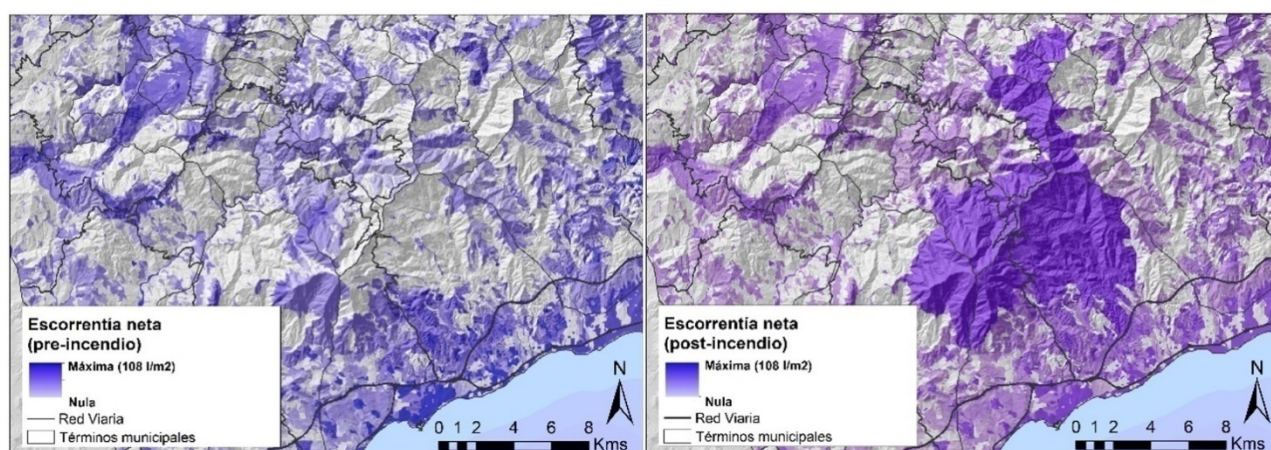 Escorrentía neta
(pre-incendio)
Máxima (108 l/m2)
Nula
Red Viaria
Términos municipales
N
0 1 2 4 6 8
Kms
Escorrentía neta
(post-incendio)
Máxima (108 l/m2)
Nula
Red Viaria
Términos municipales
N
0 1 2 4 6 8
Kms